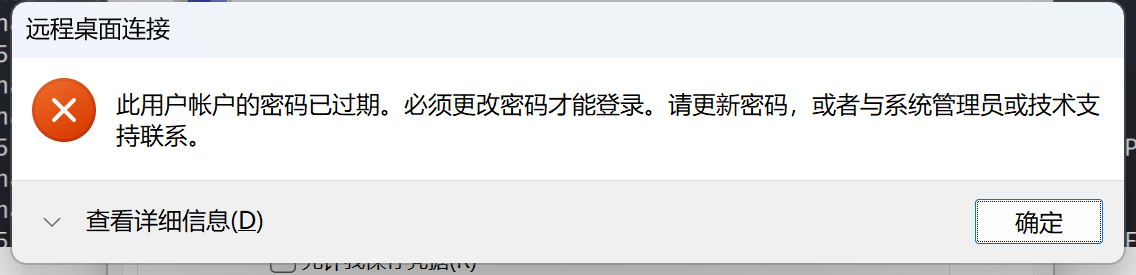 远程桌面连接
此用户帐户的密码已过期。必须更改密码才能登录。请更新密码，或者与系统管理员或技术支
持联系。
查看详细信息(D)
确定